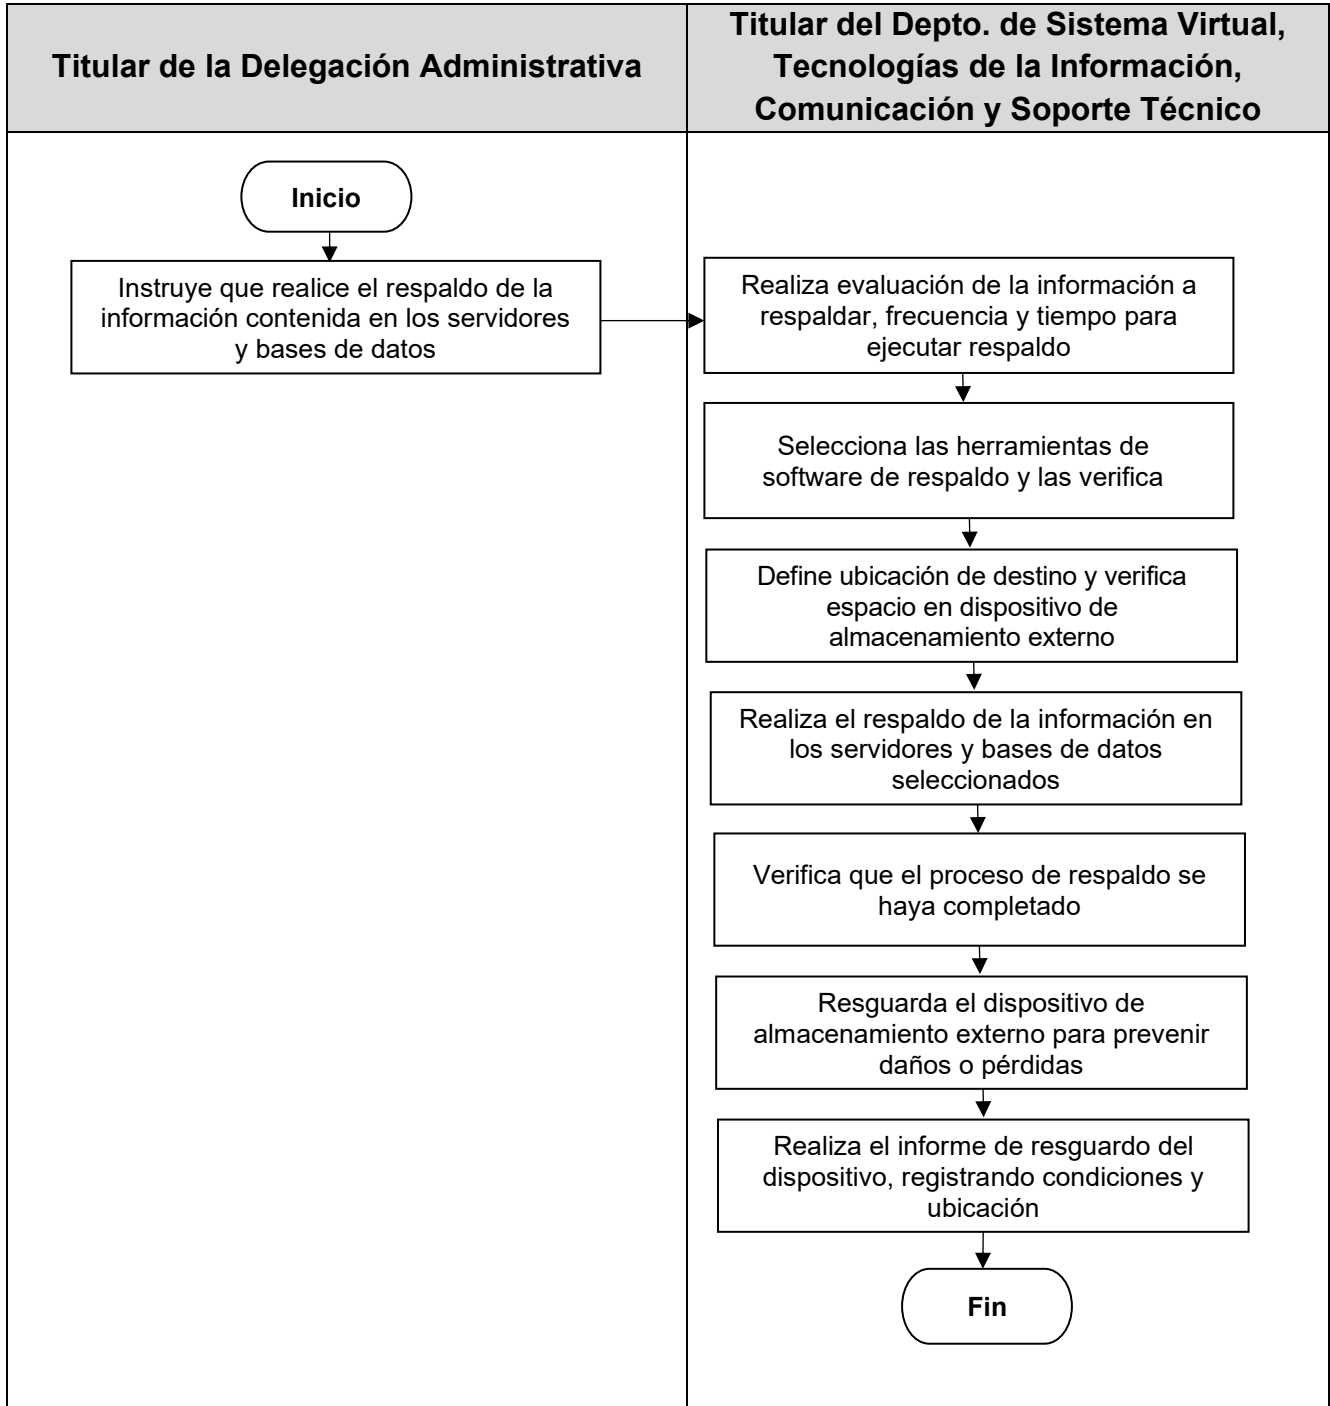 Titular de la Delegación Administrativa
Titular del Depto. de Sistema Virtual,
Tecnologías de la Información,
Comunicación y Soporte Técnico
Inicio
Instruye que realice el respaldo de la
información contenida en los servidores
y bases de datos
Realiza evaluación de la información a
respaldar, frecuencia y tiempo para
ejecutar respaldo
Selecciona las herramientas de
software de respaldo y las verifica
Define ubicación de destino y verifica
espacio en dispositivo de
almacenamiento externo
Realiza el respaldo de la información en
los servidores y bases de datos
seleccionados
Verifica que el proceso de respaldo se
haya completado
Resguarda el dispositivo de
almacenamiento externo para prevenir
daños o pérdidas
Realiza el informe de resguardo del
dispositivo, registrando condiciones y
ubicación
Fin